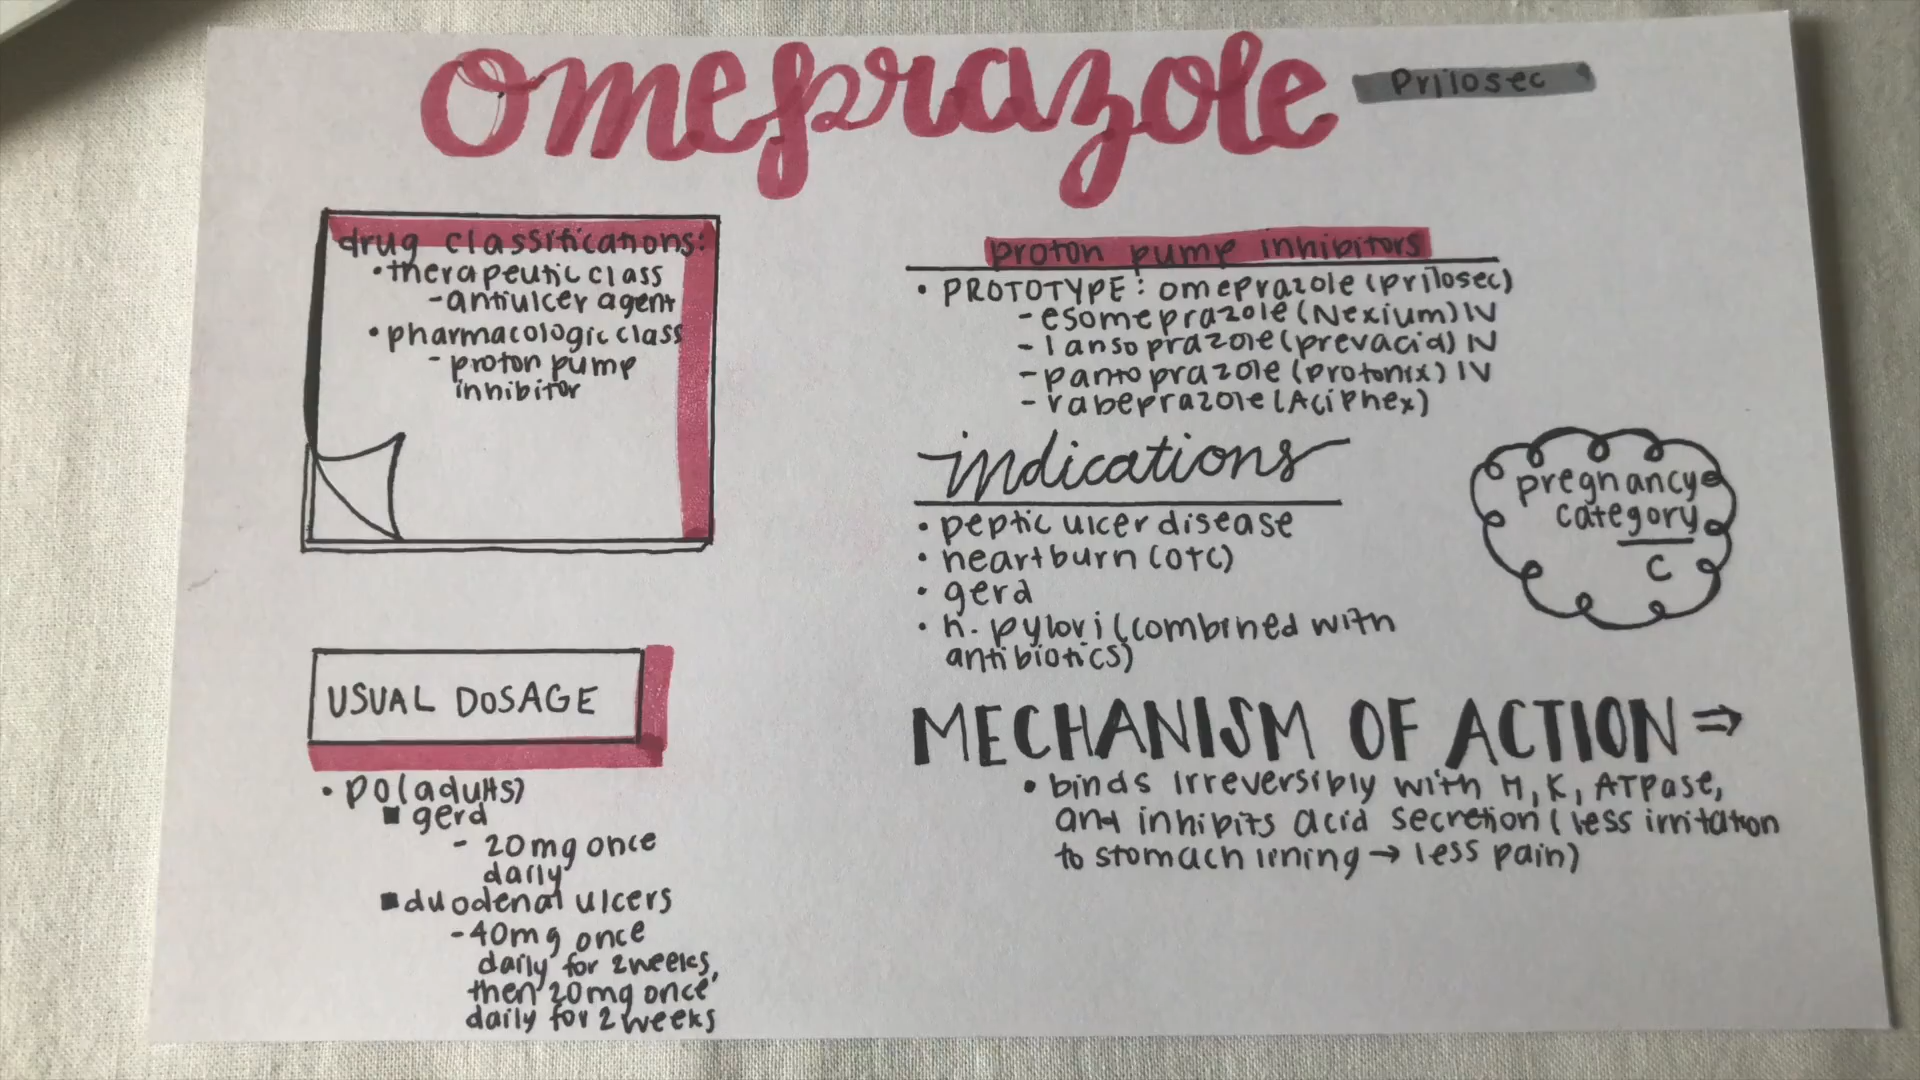 omeprazole
Prilosec
drug classifications:
• therapeutic class
- antiulcer agent
• pharmacologic class
- proton pump
inhibitor
USUAL DOSAGE
• PO (adults)
■ gerd
- 20mg once
daily
■ duodenal ulcers
- 40mg once
daily for 2 weeks,
then 20mg once
daily for 2 weeks
proton pump inhibitors
• PROTOTYPE: omeprazole (prilosec)
- esomeprazole (Nexium) IV
- lansoprazole (prevacid) IV
- pantoprazole (protonix) IV
- rabeprazole (Aciphex)
indications
• peptic ulcer disease
• heartburn (OTC)
• gerd
• h. pylori (combined with
antibiotics)
pregnancy
category
C
MECHANISM OF ACTION ⇒
• binds irreversibly with H, K, ATPase,
and inhibits acid secretion (less irritation
to stomach lining → less pain)